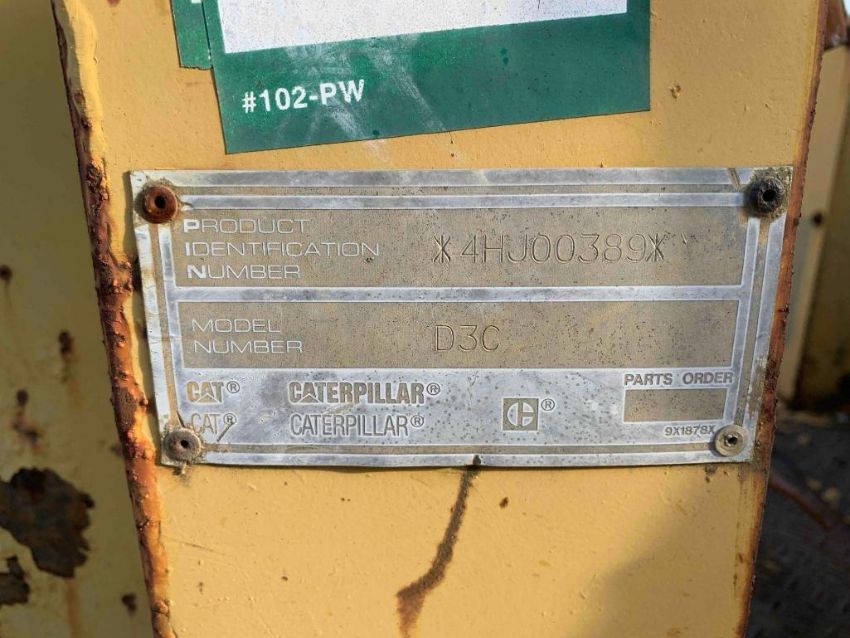 #102-PW
PRODUCT
IDENTIFICATION *4HJ00389*
NUMBER
MODEL
NUMBER D3C
CAT® CATERPILLAR® PARTS ORDER
CAT® CATERPILLAR® ®
9X1878X